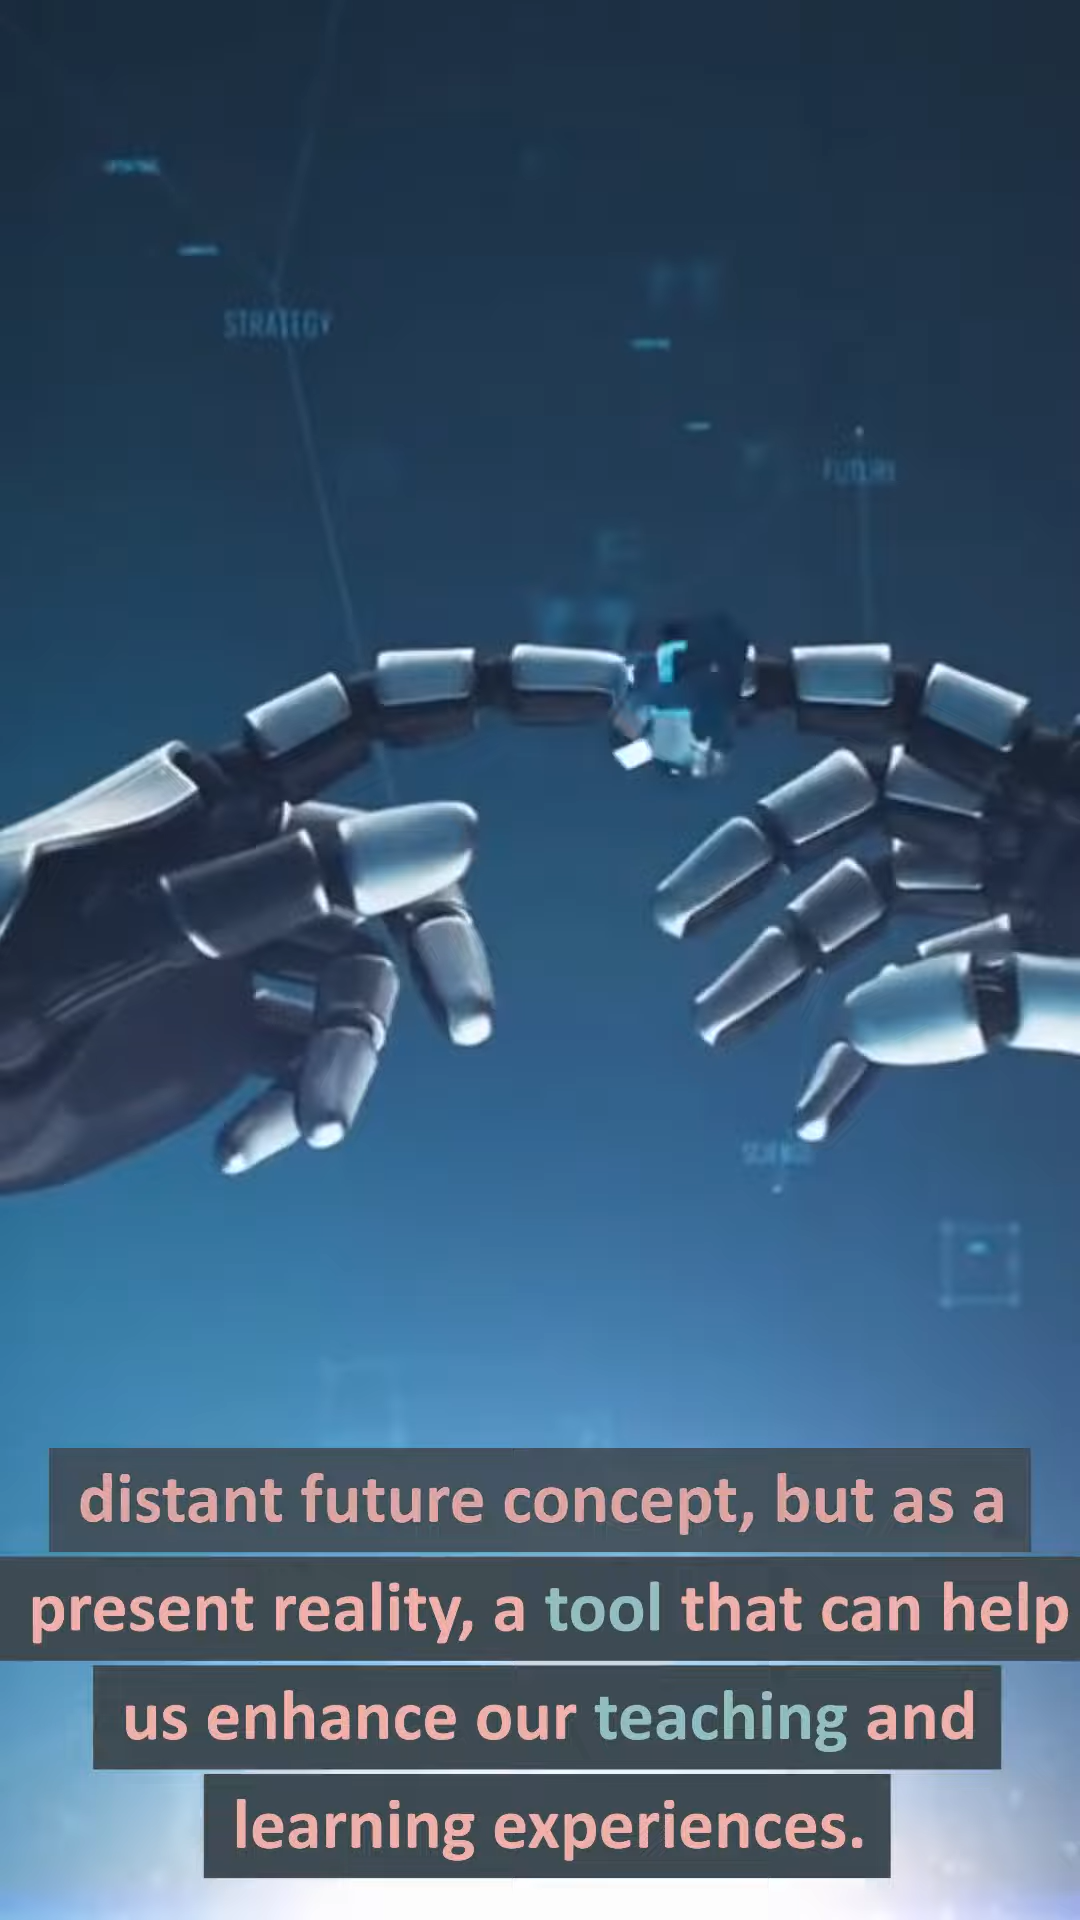 STRATEGY
FUTURE
SCIENCE
distant future concept, but as a
present reality, a tool that can help
us enhance our teaching and
learning experiences.